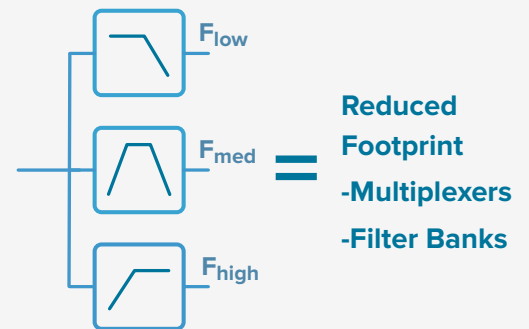 Flow
Fmed
Fhigh
=
Reduced
Footprint
-Multiplexers
-Filter Banks